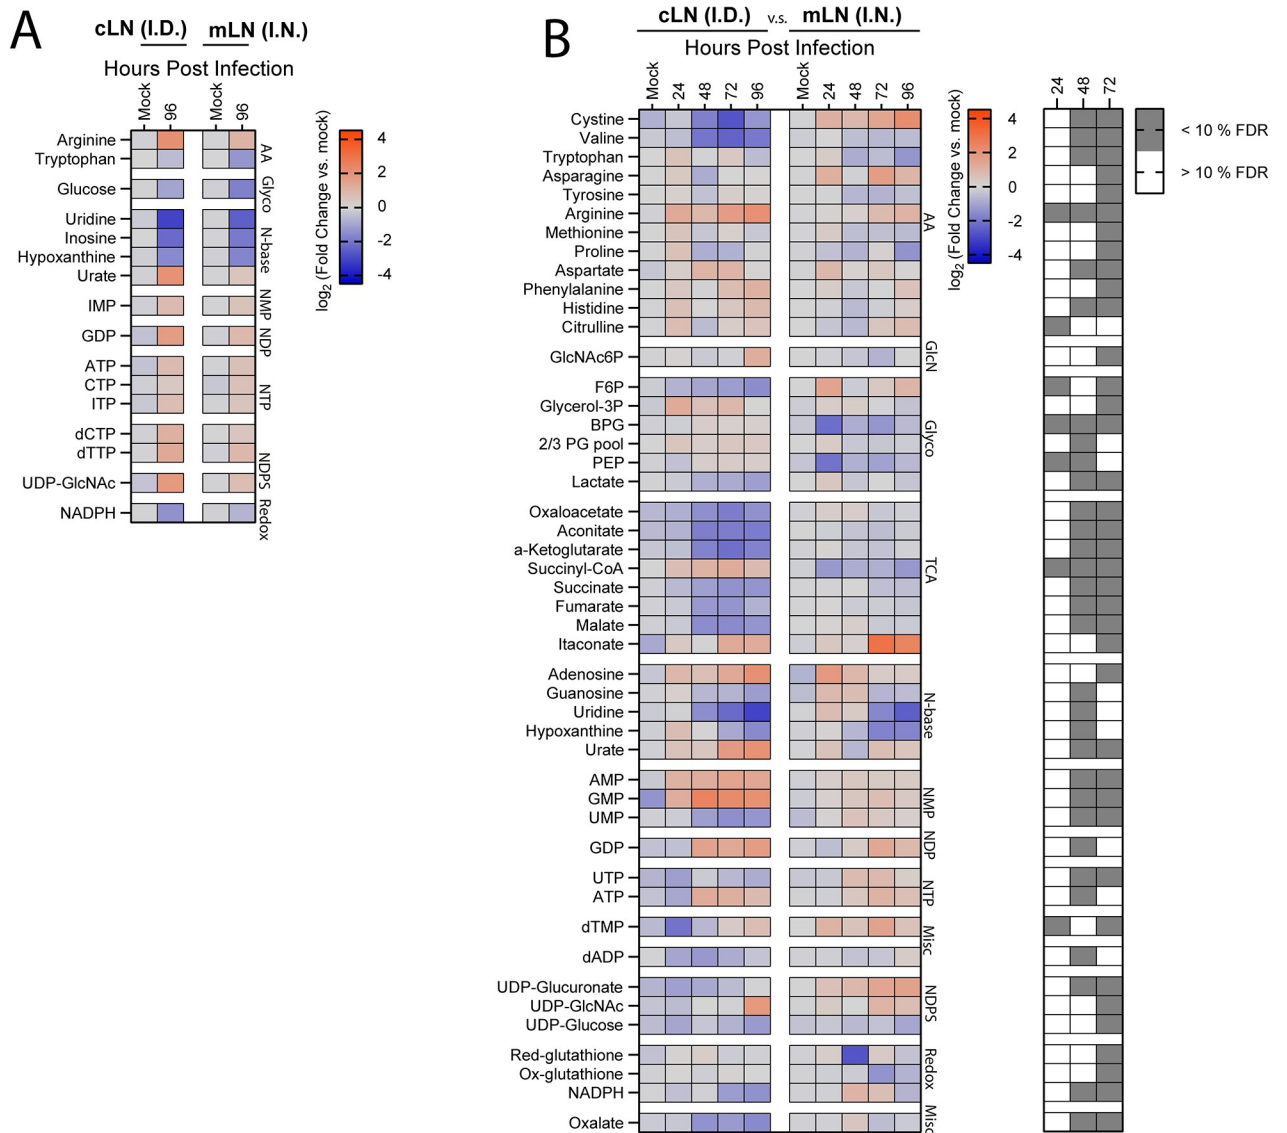 A
cLN (I.D.) mLN (I.N.)
Hours Post Infection
Mock 96 Mock 96
Arginine
Tryptophan
AA
Glucose
Glyco
Uridine
Inosine
Hypoxanthine
Urate
N-base
IMP
NMP
GDP
NDP
ATP
CTP
ITP
NTP
dCTP
dTTP
UDP-GlcNAc
NDPS
NADPH
Redox
4
2
0
-2
-4
log2 (Fold Change vs. mock)
B
cLN (I.D.) v.s. mLN (I.N.)
Hours Post Infection
Mock 24 48 72 96 Mock 24 48 72 96
Cystine
Valine
Tryptophan
Asparagine
Tyrosine
Arginine
Methionine
Proline
Aspartate
Phenylalanine
Histidine
Citrulline
AA
GlcNAc6P
GlcN
F6P
Glycerol-3P
BPG
2/3 PG pool
PEP
Lactate
Glyco
Oxaloacetate
Aconitate
a-Ketoglutarate
Succinyl-CoA
Succinate
Fumarate
Malate
Itaconate
TCA
Adenosine
Guanosine
Uridine
Hypoxanthine
Urate
N-base
AMP
GMP
UMP
NMP
GDP
NDP
UTP
ATP
NTP
dTMP
dADP
Misc
UDP-Glucuronate
UDP-GlcNAc
UDP-Glucose
NDPS
Red-glutathione
Ox-glutathione
NADPH
Redox
Oxalate
Misc
log2 (Fold Change vs. mock)
4
2
0
-2
-4
24 48 72
< 10 % FDR
> 10 % FDR